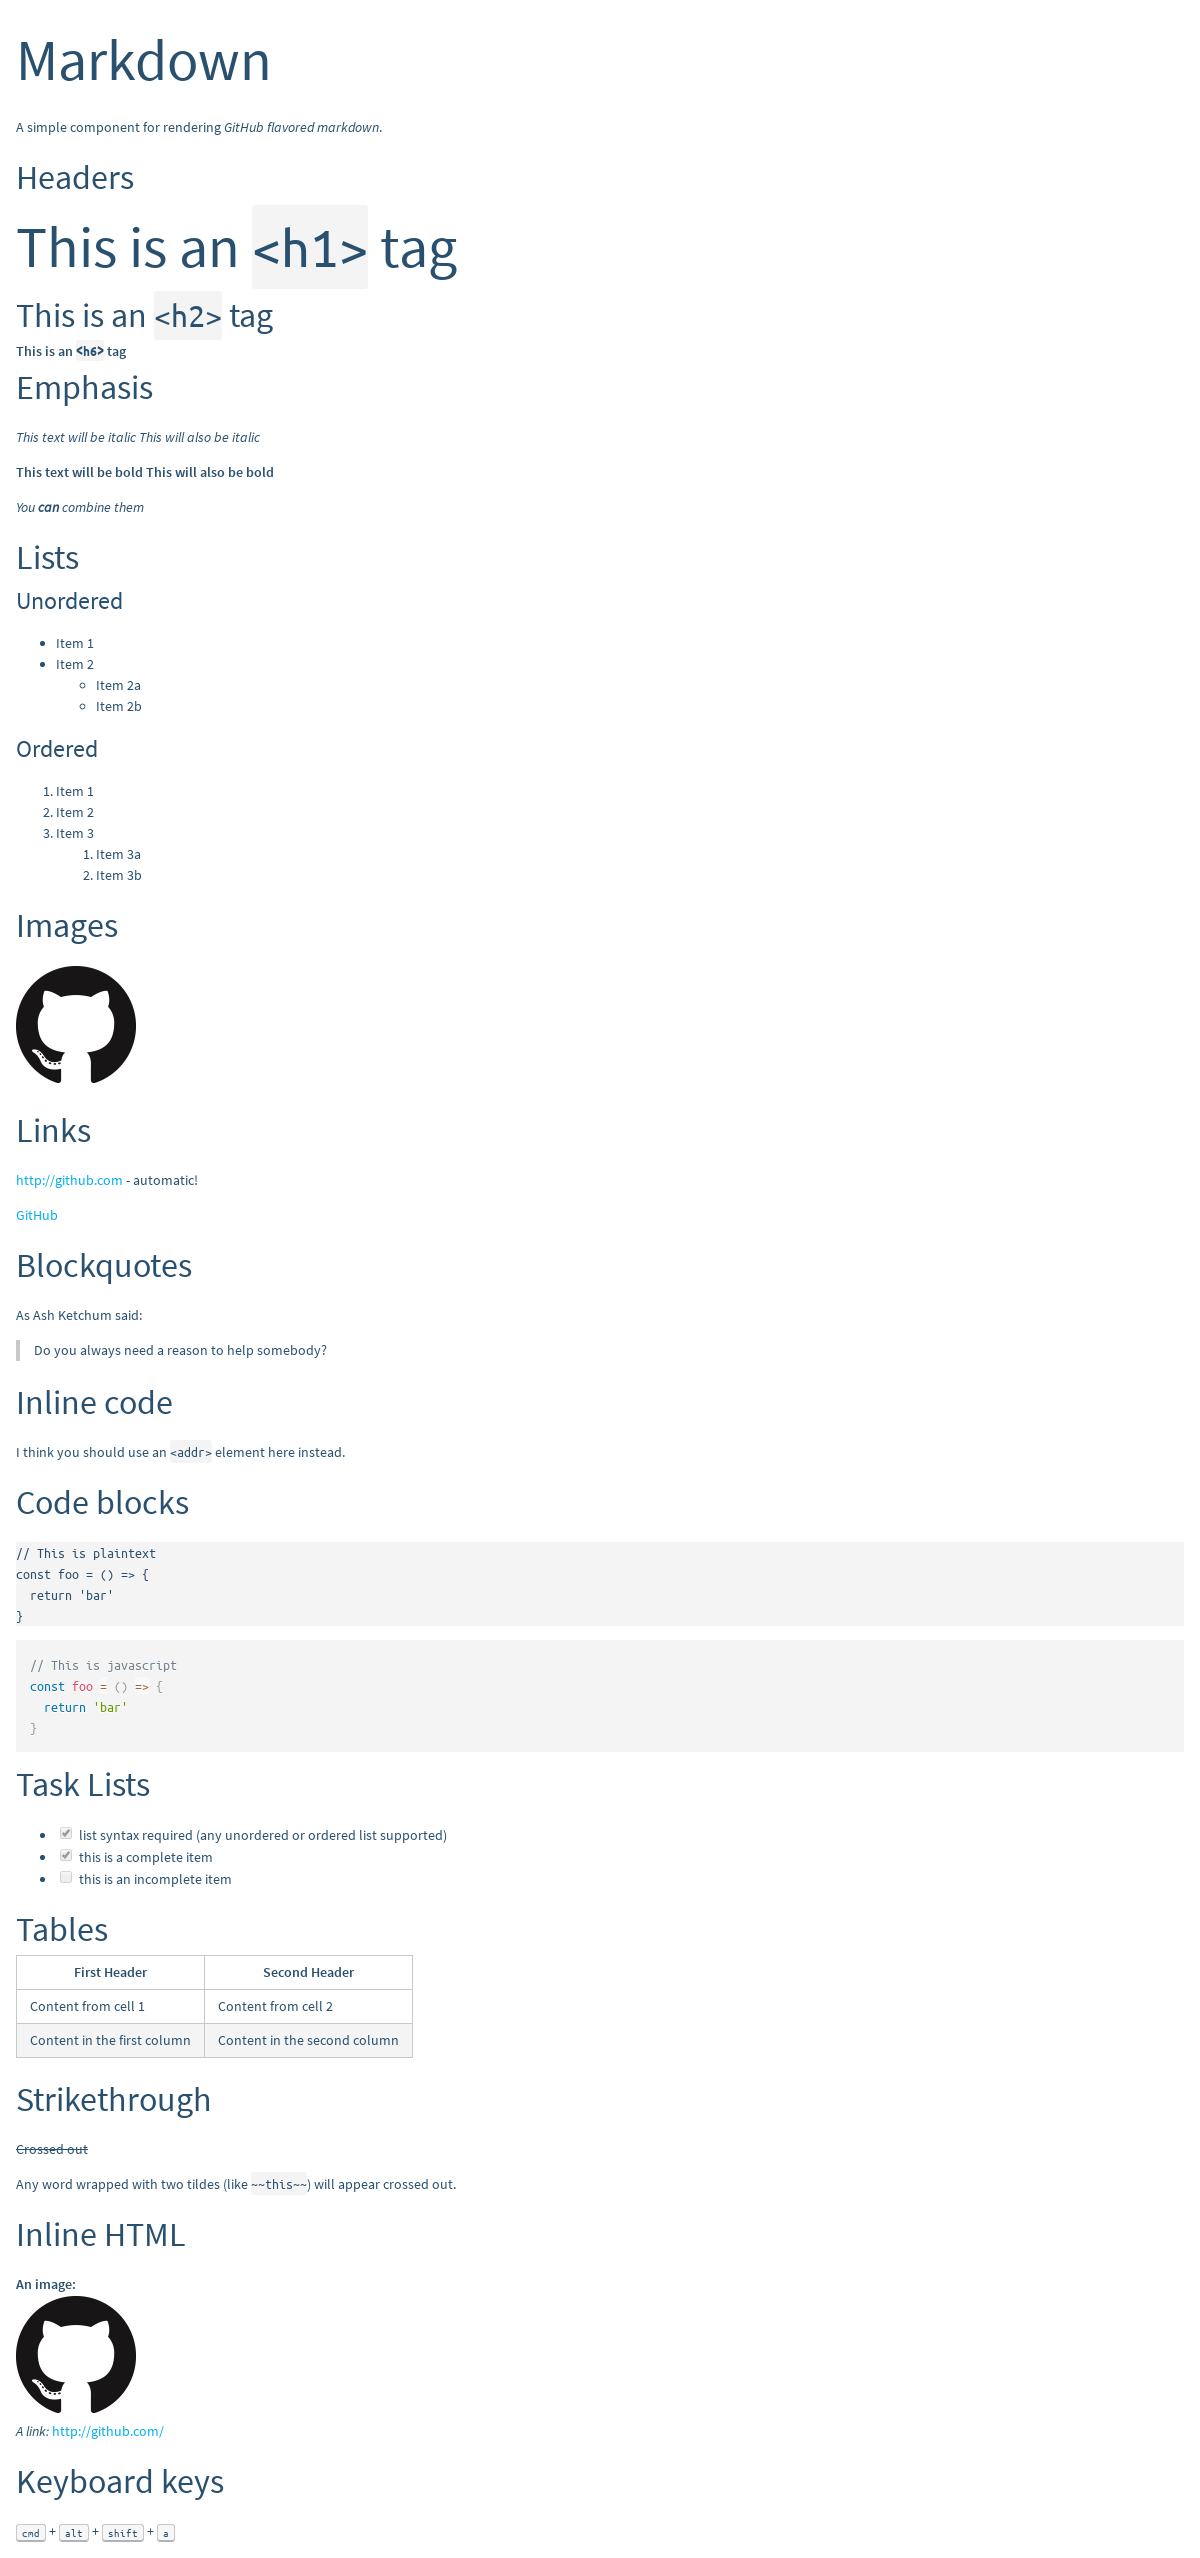 Markdown
A simple component for rendering GitHub flavored markdown.
Headers
This is an <h1> tag
This is an <h2> tag
This is an <h6> tag
Emphasis
This text will be italic This will also be italic
This text will be bold This will also be bold
You can combine them
Lists
Unordered
• Item 1
• Item 2
◦ Item 2a
◦ Item 2b
Ordered
1. Item 1
2. Item 2
3. Item 3
1. Item 3a
2. Item 3b
Images
Links
http://github.com - automatic!
GitHub
Blockquotes
As Ash Ketchum said:
Do you always need a reason to help somebody?
Inline code
I think you should use an <addr> element here instead.
Code blocks
// This is plaintext
const foo = () => {
  return 'bar'
}
// This is javascript
const foo = () => {
  return 'bar'
}
Task Lists
• list syntax required (any unordered or ordered list supported)
• this is a complete item
• this is an incomplete item
Tables
First Header Second Header
Content from cell 1 Content from cell 2
Content in the first column Content in the second column
Strikethrough
Crossed out
Any word wrapped with two tildes (like ~~this~~) will appear crossed out.
Inline HTML
An image:
A link: http://github.com/
Keyboard keys
cmd + alt + shift + a